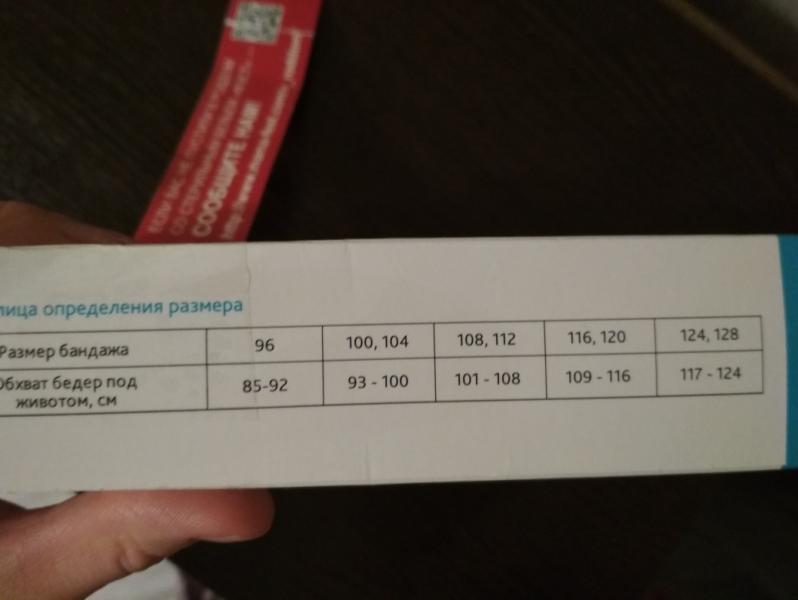 СООБЩИТЕ НАМ!
лица определения размера
Размер бандажа 96 100, 104 108, 112 116, 120 124, 128
Обхват бедер под
животом, см 85-92 93 - 100 101 - 108 109 - 116 117 - 124